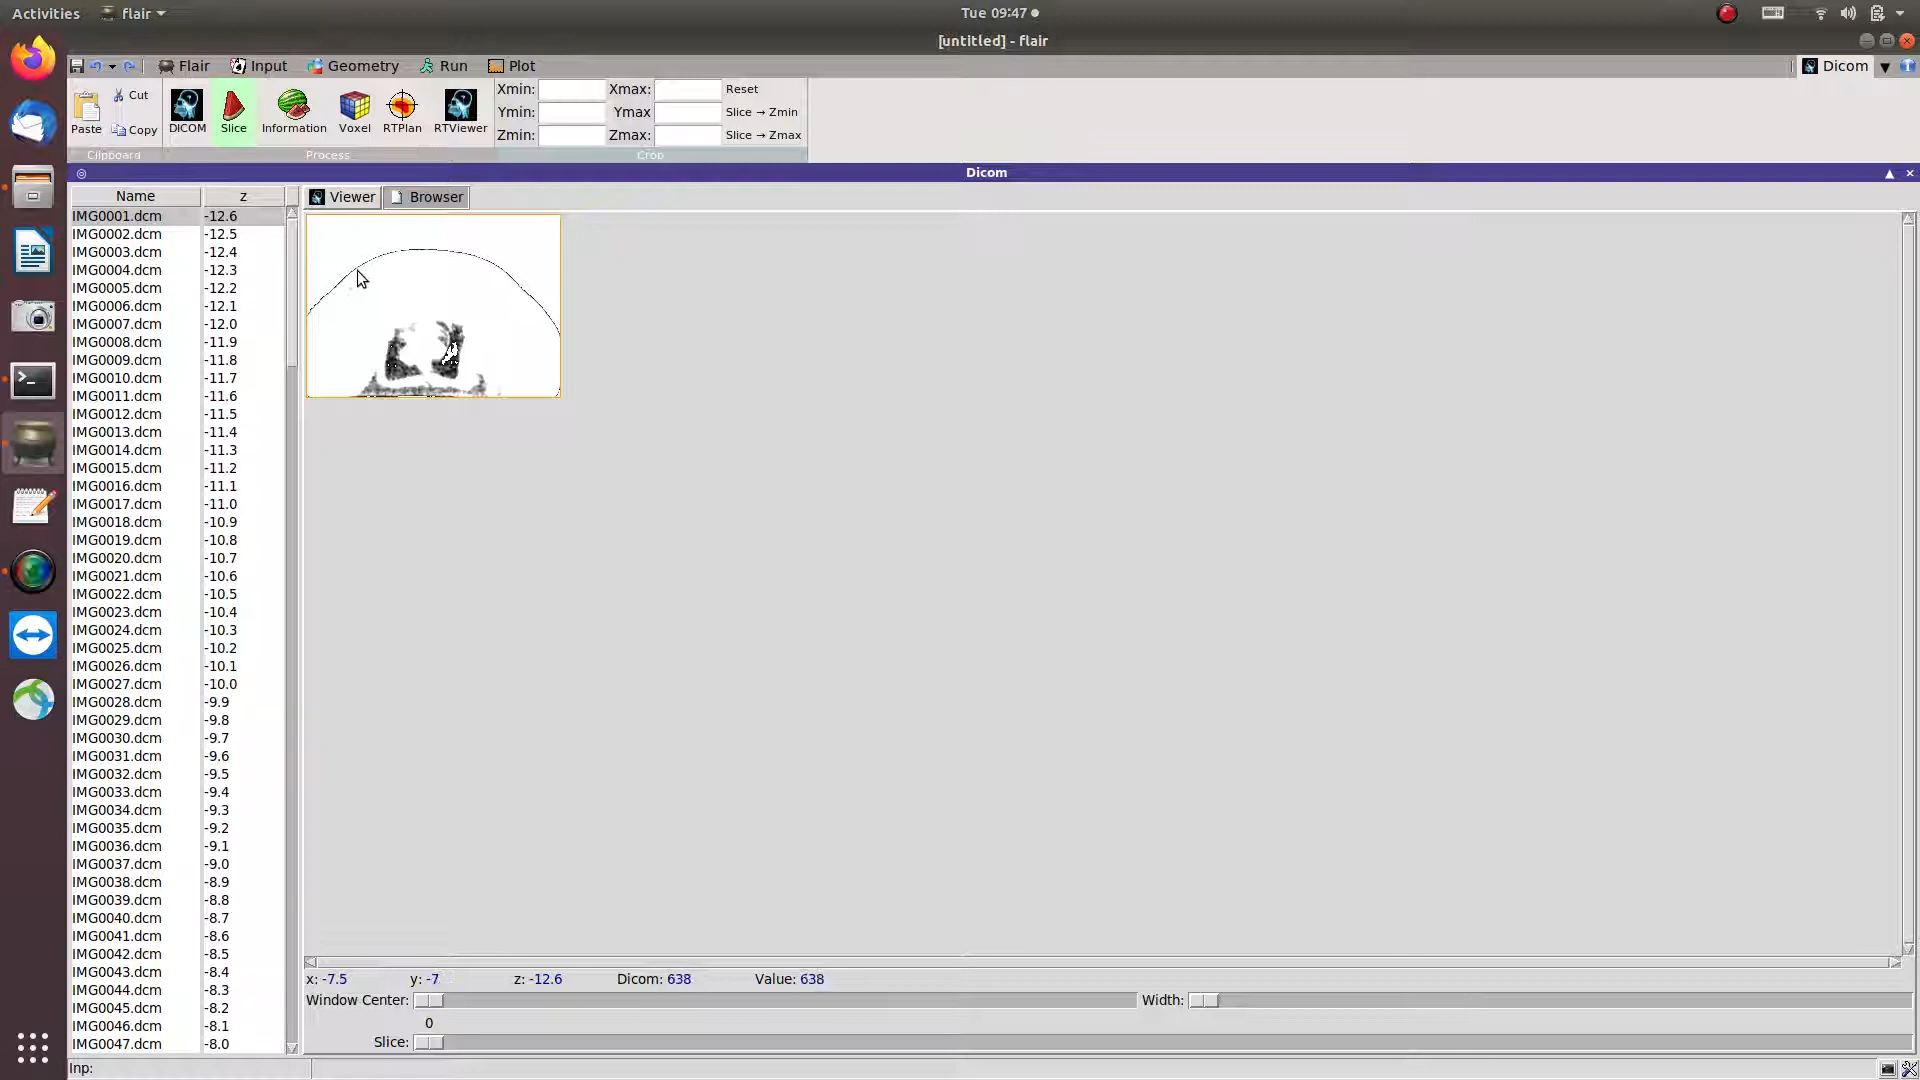 Activities flair Tue 09:47
[untitled] - flair
Flair Input Geometry Run Plot Dicom
Paste Cut Copy DICOM Slice Information Voxel RTPlan RTViewer
Xmin: Xmax: Reset
Ymin: Ymax Slice → Zmin
Zmin: Zmax: Slice → Zmax
Clipboard Process Crop
Dicom
Name z Viewer Browser
IMG0001.dcm -12.6
IMG0002.dcm -12.5
IMG0003.dcm -12.4
IMG0004.dcm -12.3
IMG0005.dcm -12.2
IMG0006.dcm -12.1
IMG0007.dcm -12.0
IMG0008.dcm -11.9
IMG0009.dcm -11.8
IMG0010.dcm -11.7
IMG0011.dcm -11.6
IMG0012.dcm -11.5
IMG0013.dcm -11.4
IMG0014.dcm -11.3
IMG0015.dcm -11.2
IMG0016.dcm -11.1
IMG0017.dcm -11.0
IMG0018.dcm -10.9
IMG0019.dcm -10.8
IMG0020.dcm -10.7
IMG0021.dcm -10.6
IMG0022.dcm -10.5
IMG0023.dcm -10.4
IMG0024.dcm -10.3
IMG0025.dcm -10.2
IMG0026.dcm -10.1
IMG0027.dcm -10.0
IMG0028.dcm -9.9
IMG0029.dcm -9.8
IMG0030.dcm -9.7
IMG0031.dcm -9.6
IMG0032.dcm -9.5
IMG0033.dcm -9.4
IMG0034.dcm -9.3
IMG0035.dcm -9.2
IMG0036.dcm -9.1
IMG0037.dcm -9.0
IMG0038.dcm -8.9
IMG0039.dcm -8.8
IMG0040.dcm -8.7
IMG0041.dcm -8.6
IMG0042.dcm -8.5
IMG0043.dcm -8.4
IMG0044.dcm -8.3
IMG0045.dcm -8.2
IMG0046.dcm -8.1
IMG0047.dcm -8.0
x: -7.5 y: -7 z: -12.6 Dicom: 638 Value: 638
Window Center: Width:
0
Slice:
Inp: